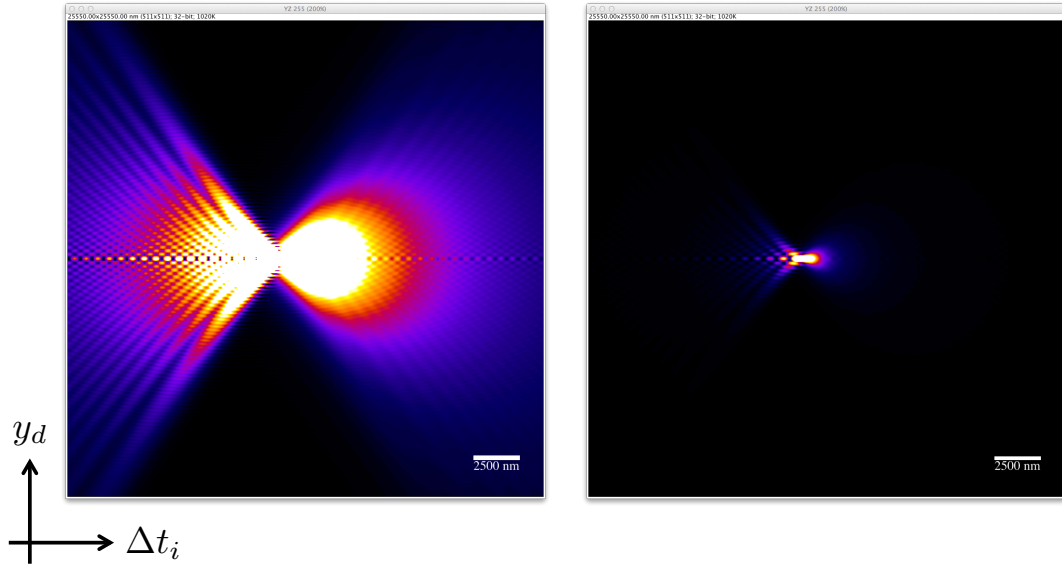 YZ 255 (200%)
25550.00x25550.00 nm (511x511); 32-bit; 1020K
2500 nm
YZ 255 (200%)
25550.00x25550.00 nm (511x511); 32-bit; 1020K
2500 nm
y_d
Δt_i